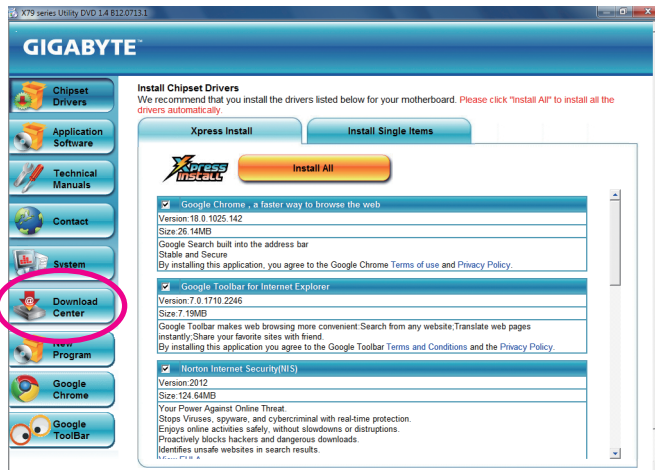 X79 series Utility DVD 1.4 B12.0713.1
GIGABYTE™
Chipset
Drivers
Application
Software
Technical
Manuals
Contact
System
Download
Center
New
Program
Google
Chrome
Google
ToolBar
Install Chipset Drivers
We recommend that you install the drivers listed below for your motherboard. Please click "Install All" to install all the
drivers automatically.
Xpress Install
Install Single Items
Xpress
Install
Install All
Google Chrome , a faster way to browse the web
Version:18.0.1025.142
Size:26.14MB
Google Search built into the address bar
Stable and Secure
By installing this application, you agree to the Google Chrome Terms of use and Privacy Policy.
Google Toolbar for Internet Explorer
Version:7.0.1710.2246
Size:7.19MB
Google Toolbar makes web browsing more convenient:Search from any website;Translate web pages
instantly;Share your favorite sites with friend.
By installing this application you agree to the Google Toolbar Terms and Conditions and the Privacy Policy.
Norton Internet Security(NIS)
Version:2012
Size:124.64MB
Your Power Against Online Threat.
Stops Viruses, spyware, and cybercriminal with real-time protection.
Enjoys online activities safely, without slowdowns or distruptions.
Proactively blocks hackers and dangerous downloads.
Identifies unsafe websites in search results.
View EULA